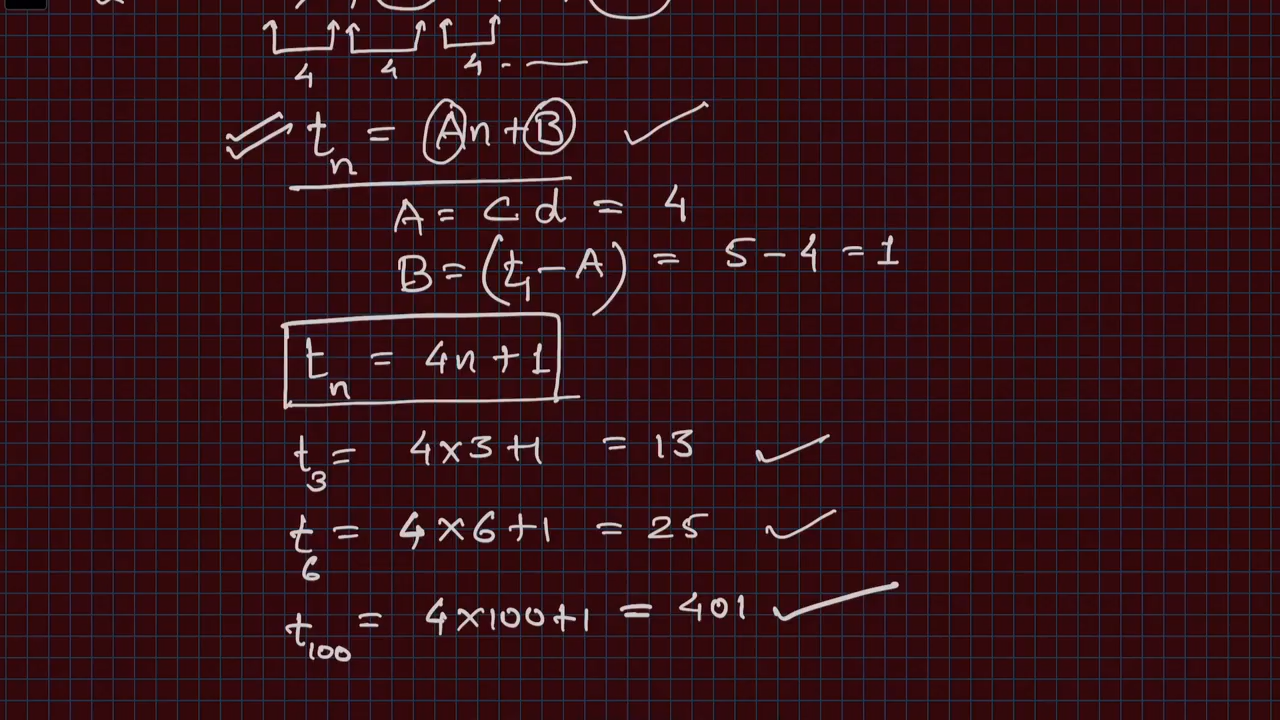 4 4 4 - —
tₙ = An + B
A = Cd = 4
B = (t₁ - A) = 5 - 4 = 1
tₙ = 4n + 1
t₃ = 4×3+1 = 13
t₆ = 4×6+1 = 25
t₁₀₀ = 4×100+1 = 401